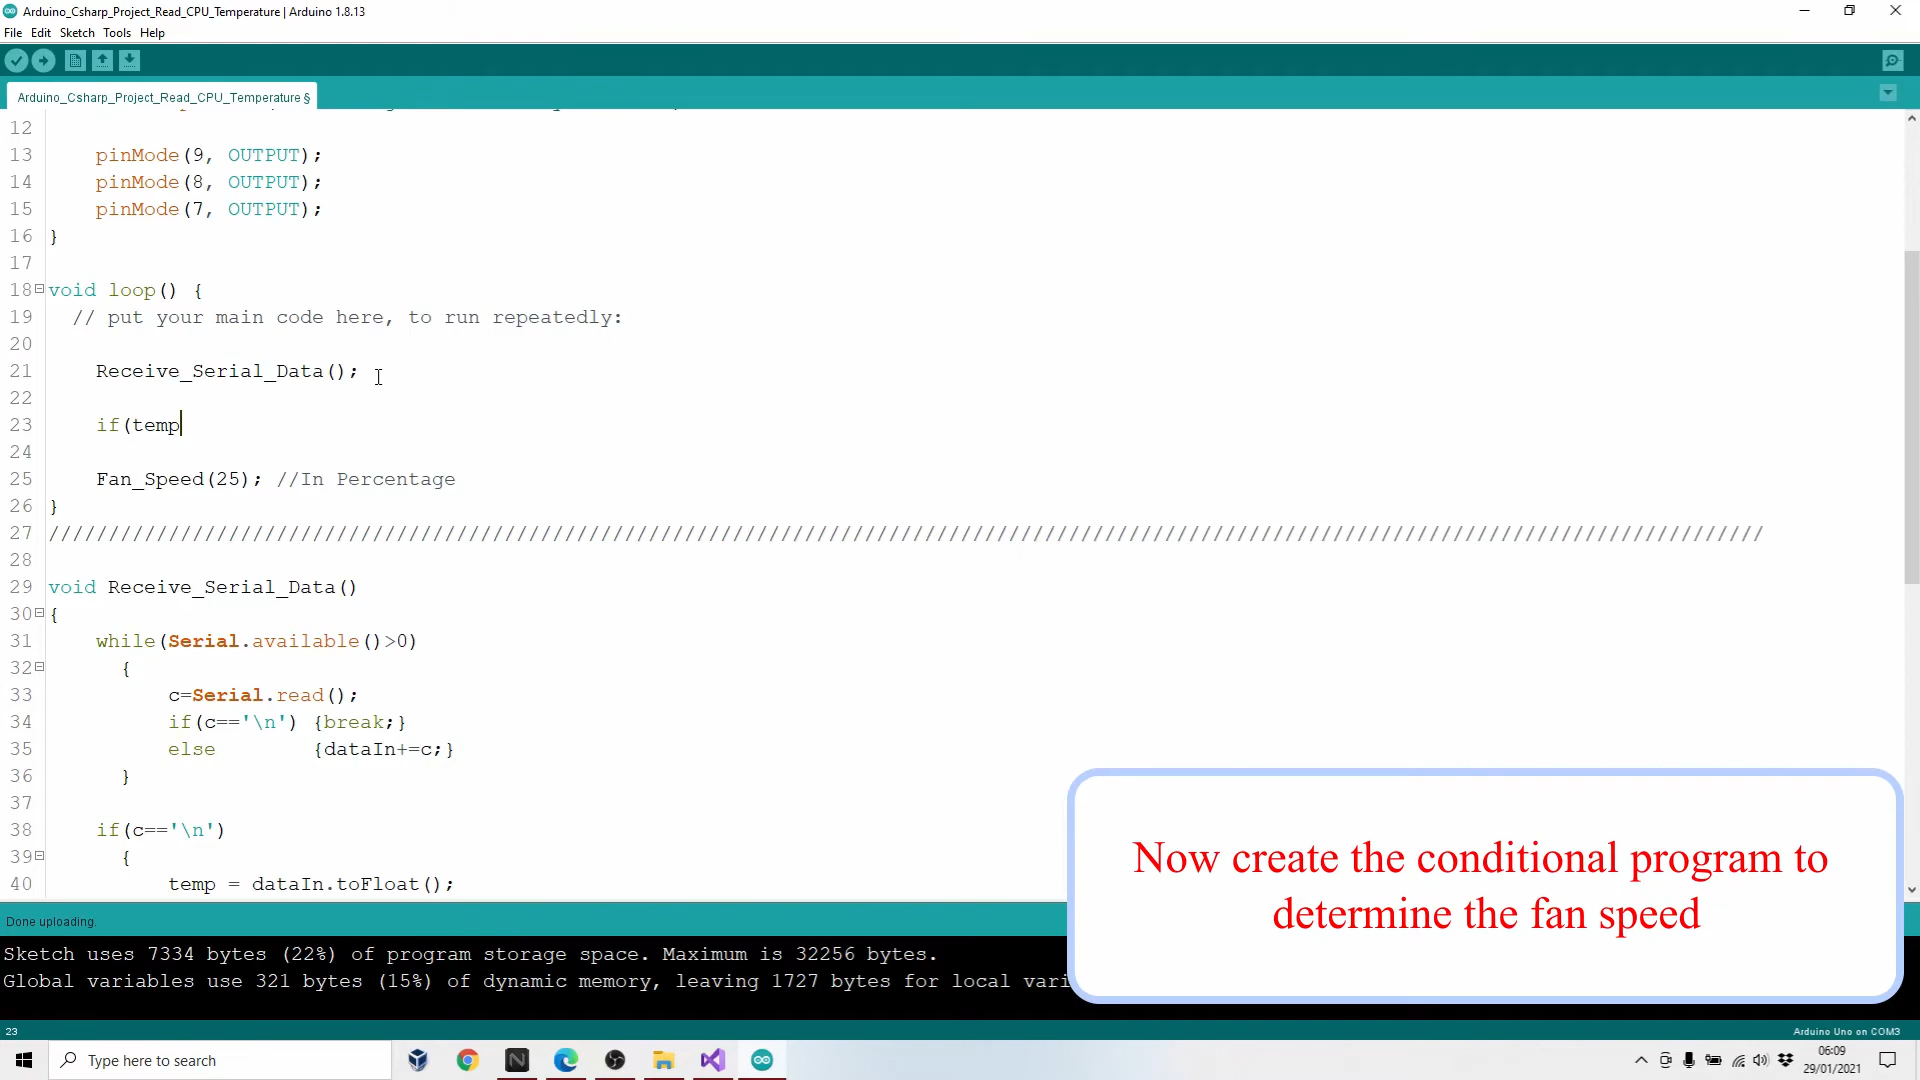 Arduino_Csharp_Project_Read_CPU_Temperature | Arduino 1.8.13
File Edit Sketch Tools Help
Arduino_Csharp_Project_Read_CPU_Temperature §
12
13 pinMode(9, OUTPUT);
14 pinMode(8, OUTPUT);
15 pinMode(7, OUTPUT);
16 }
17
18 void loop() {
19 // put your main code here, to run repeatedly:
20
21 Receive_Serial_Data();
22
23 if(temp
24
25 Fan_Speed(25); //In Percentage
26 }
27 ///////////////////////////////////////////////////////////////////////////////////////////////////////////////////////////////////////////////
28
29 void Receive_Serial_Data()
30 {
31 while(Serial.available()>0)
32 {
33 c=Serial.read();
34 if(c=='\n') {break;}
35 else {dataIn+=c;}
36 }
37
38 if(c=='\n')
39 {
40 temp = dataIn.toFloat();
Now create the conditional program to
determine the fan speed
Done uploading.
Sketch uses 7334 bytes (22%) of program storage space. Maximum is 32256 bytes.
Global variables use 321 bytes (15%) of dynamic memory, leaving 1727 bytes for local vari
23
Arduino Uno on COM3
Type here to search
06:09
29/01/2021